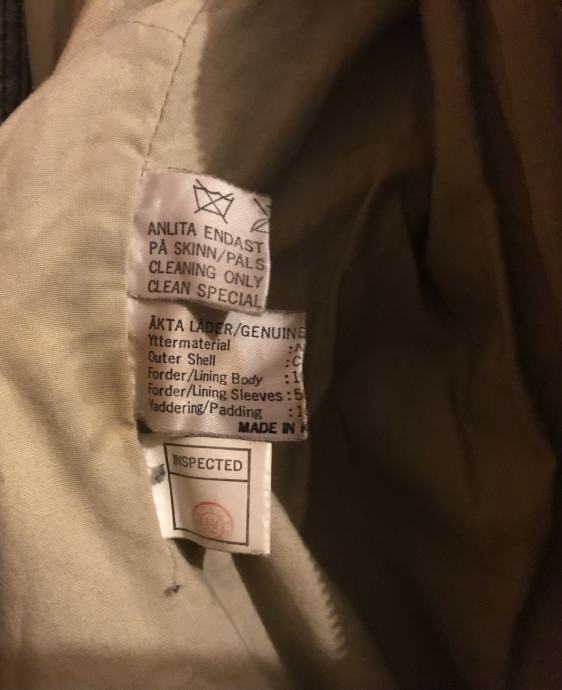 ANLITA ENDAST
PÅ SKINN/PÄLS
CLEANING ONLY
CLEAN SPECIAL
ÄKTA LÄDER/GENUINE
Yttermaterial :
Outer Shell :
Forder/Lining Body :
Forder/Lining Sleeves :
Vaddering/Padding :
MADE IN
INSPECTED